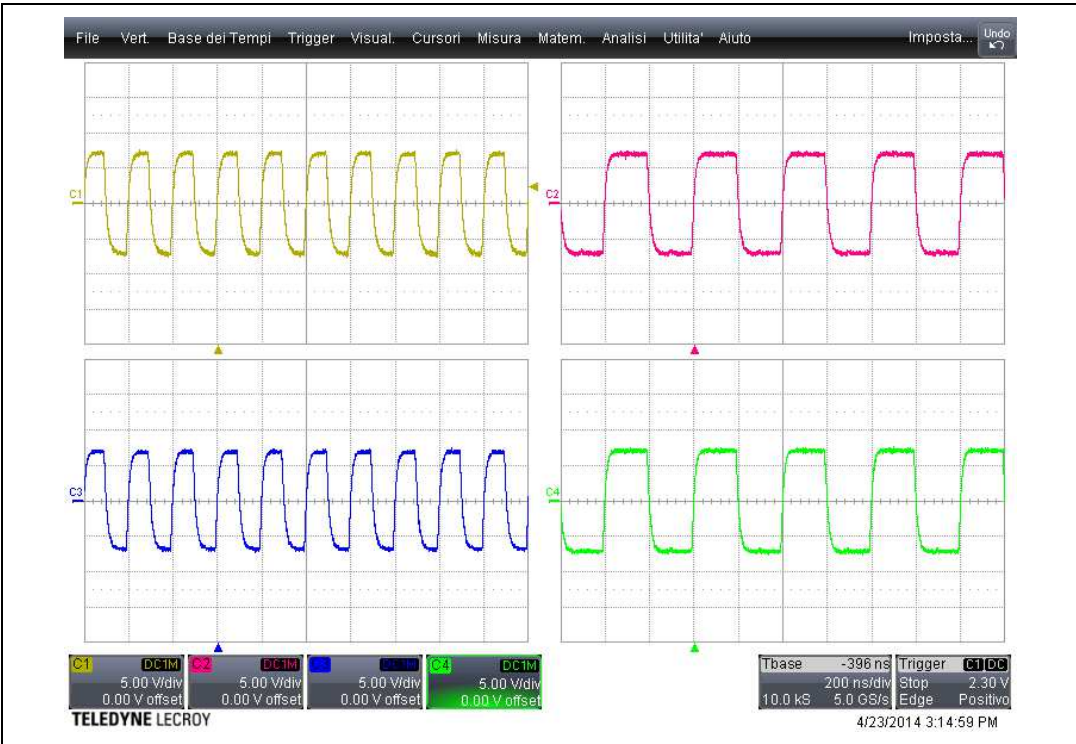 File Vert. Base dei Tempi Trigger Visual. Cursori Misura Matem. Analisi Utilita' Aiuto Imposta... Undo
C1
C2
C3
C4
C1 DC1M
5.00 V/div
0.00 V offset
C2 DC1M
5.00 V/div
0.00 V offset
5.00 V/div
0.00 V offset
C4 DC1M
5.00 V/div
0.00 V offset
Tbase -396 ns
200 ns/div
10.0 kS 5.0 GS/s
Trigger C1 DC
Stop 2.30 V
Edge Positivo
TELEDYNE LECROY
4/23/2014 3:14:59 PM